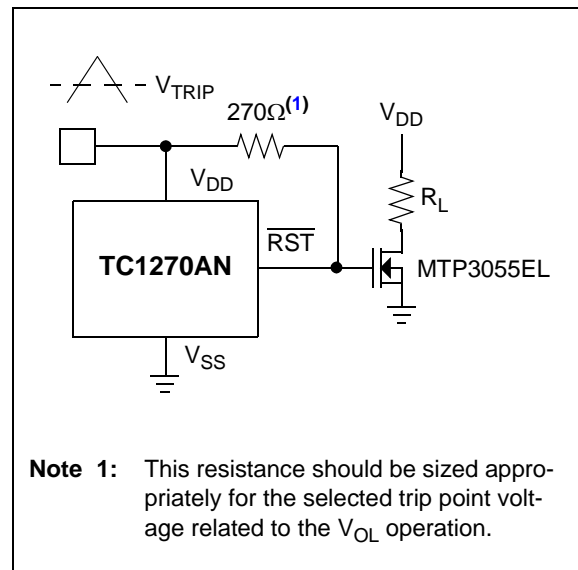 V_TRIP
270Ω(1)
V_DD
V_DD
R_L
RST
TC1270AN
MTP3055EL
V_SS
Note 1: This resistance should be sized appro-
priately for the selected trip point volt-
age related to the V_OL operation.